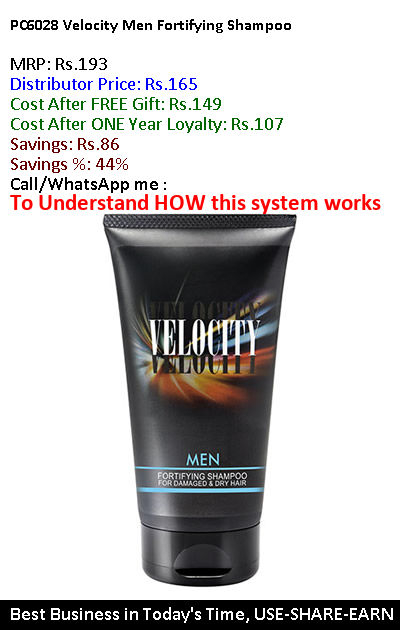 PC6028 Velocity Men Fortifying Shampoo
MRP: Rs.193
Distributor Price: Rs.165
Cost After FREE Gift: Rs.149
Cost After ONE Year Loyalty: Rs.107
Savings: Rs.86
Savings %: 44%
Call/WhatsApp me :
To Understand HOW this system works
VELOCITY
VELOCITY
VELOCITY
MEN
FORTIFYING SHAMPOO
FOR DAMAGED & DRY HAIR
Best Business in Today's Time, USE-SHARE-EARN